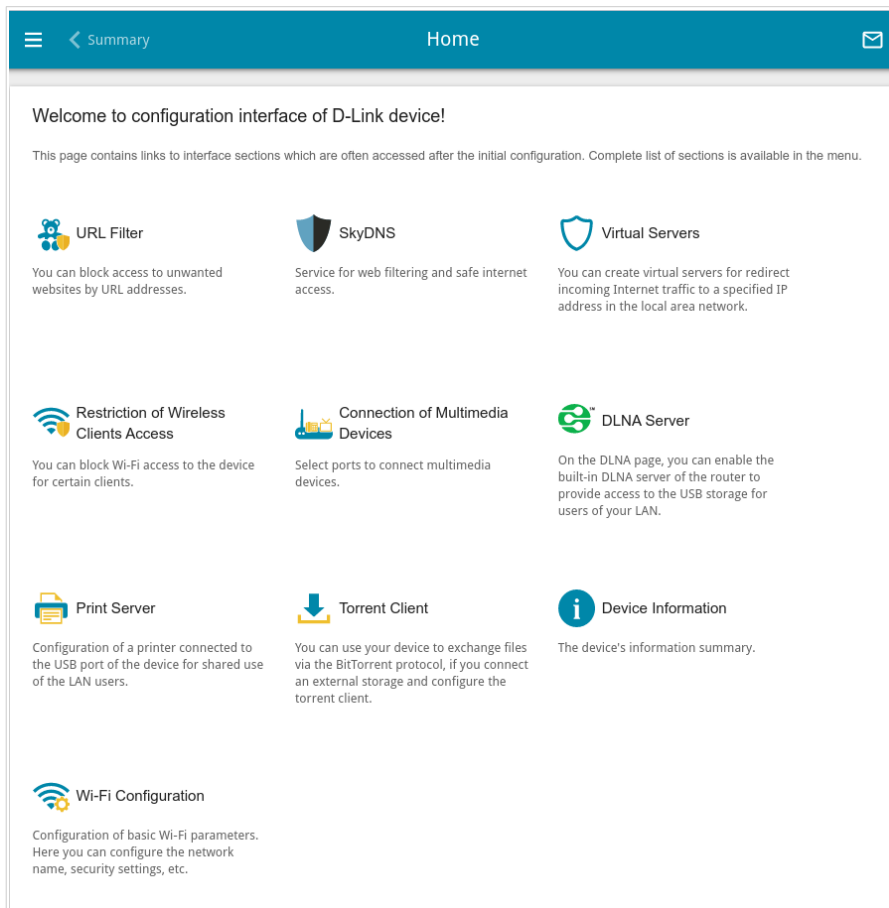 Summary
Home
Welcome to configuration interface of D-Link device!
This page contains links to interface sections which are often accessed after the initial configuration. Complete list of sections is available in the menu.
URL Filter
You can block access to unwanted
websites by URL addresses.
SkyDNS
Service for web filtering and safe internet
access.
Virtual Servers
You can create virtual servers for redirect
incoming Internet traffic to a specified IP
address in the local area network.
Restriction of Wireless
Clients Access
You can block Wi-Fi access to the device
for certain clients.
Connection of Multimedia
Devices
Select ports to connect multimedia
devices.
DLNA Server
On the DLNA page, you can enable the
built-in DLNA server of the router to
provide access to the USB storage for
users of your LAN.
Print Server
Configuration of a printer connected to
the USB port of the device for shared use
of the LAN users.
Torrent Client
You can use your device to exchange files
via the BitTorrent protocol, if you connect
an external storage and configure the
torrent client.
Device Information
The device's information summary.
Wi-Fi Configuration
Configuration of basic Wi-Fi parameters.
Here you can configure the network
name, security settings, etc.